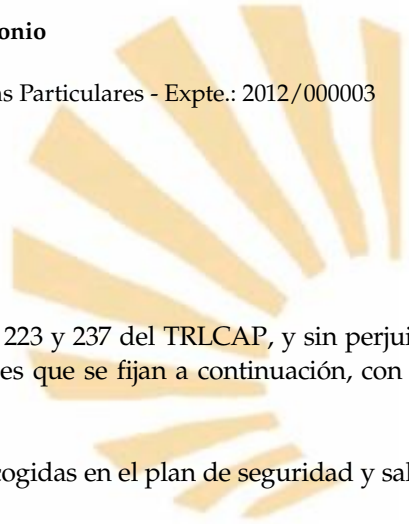 onio
s Particulares - Expte.: 2012/000003
223 y 237 del TRLCAP, y sin perjui
es que se fijan a continuación, con
cogidas en el plan de seguridad y sal